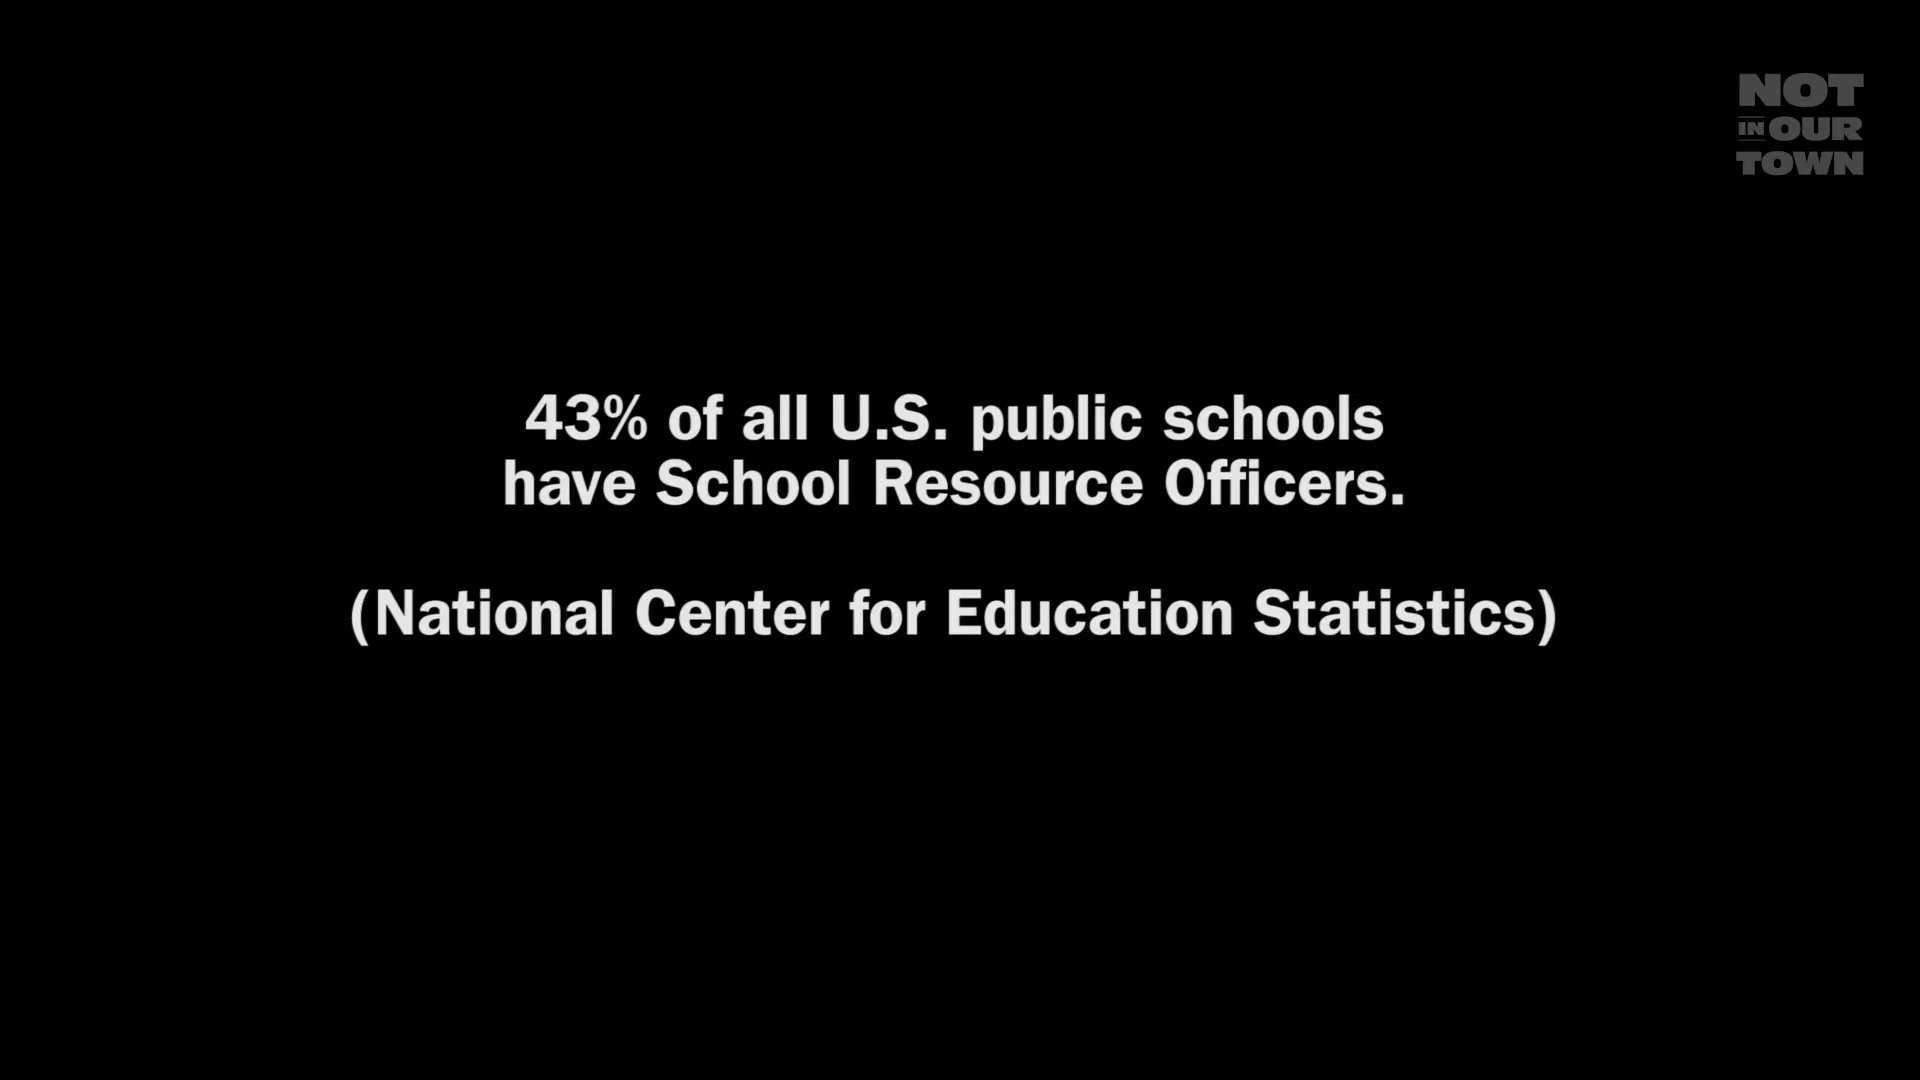 NOT
IN OUR
TOWN
43% of all U.S. public schools
have School Resource Officers.
(National Center for Education Statistics)